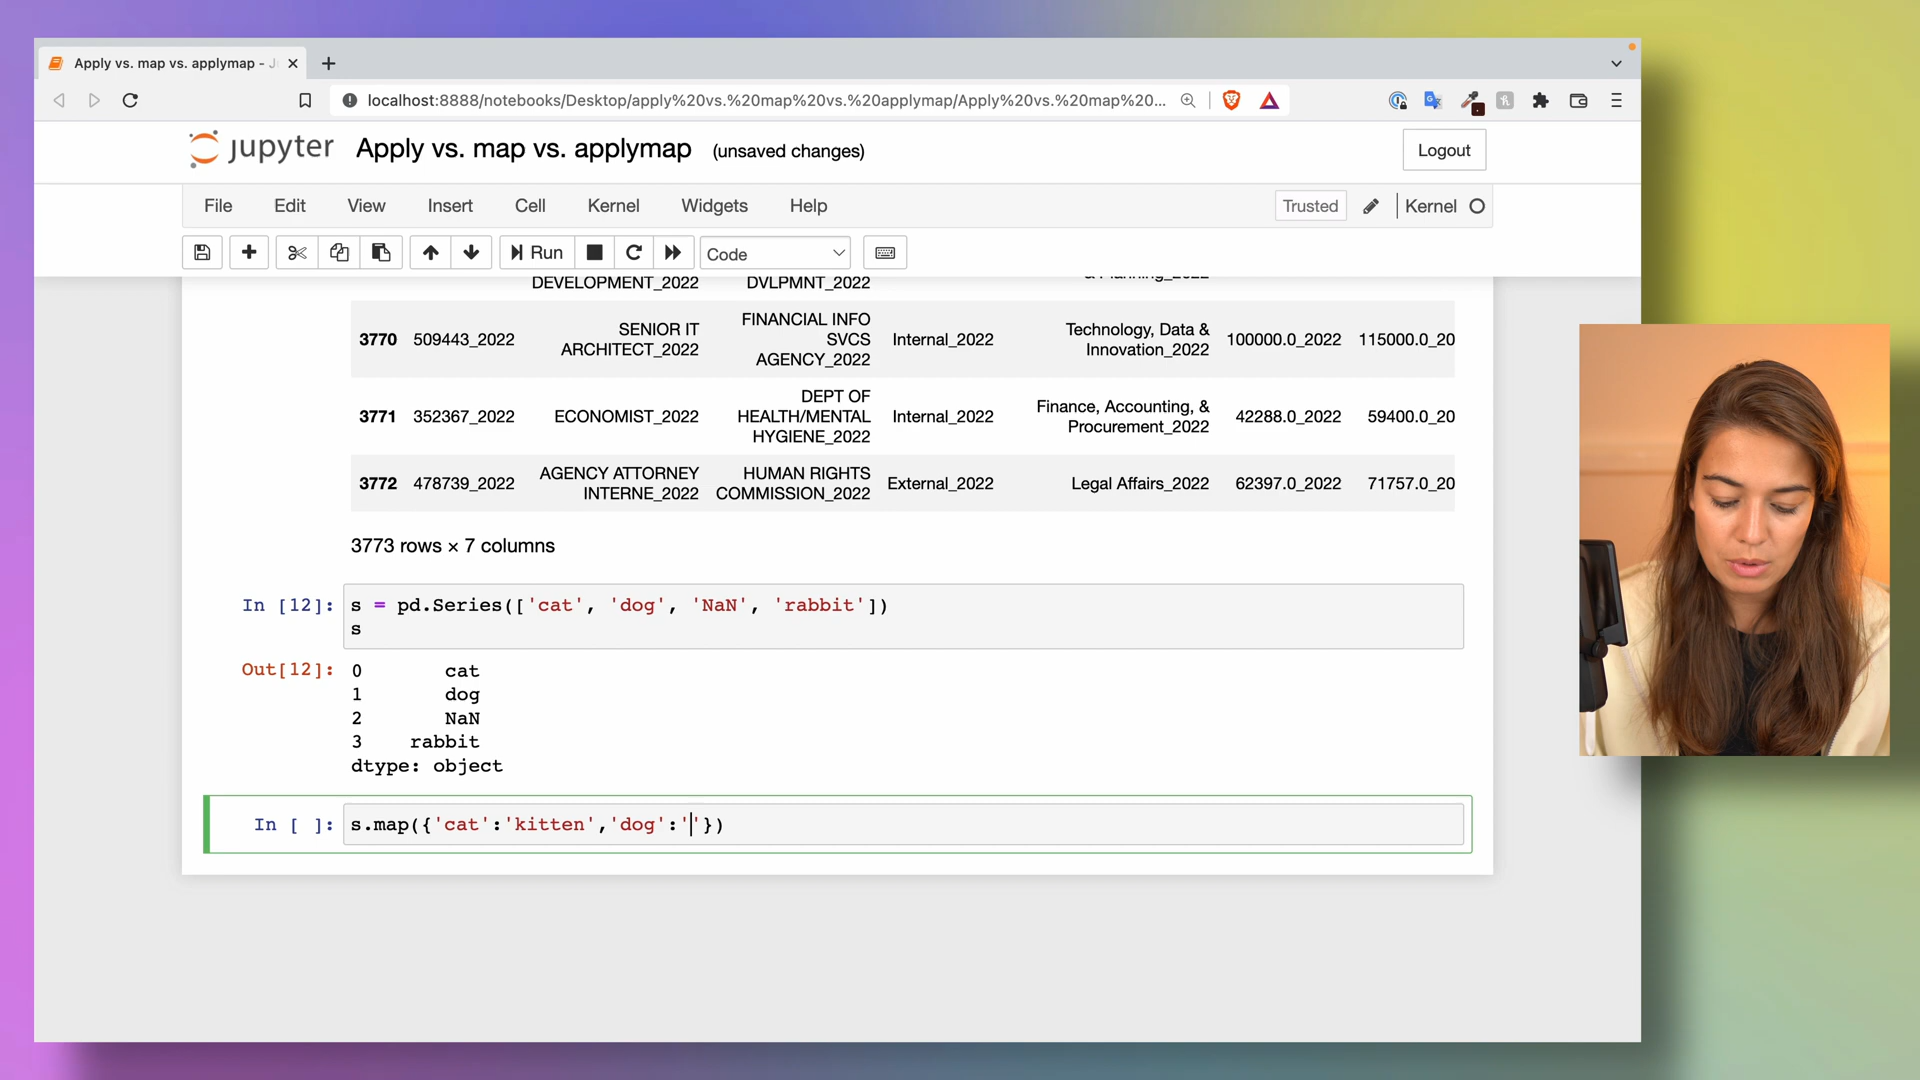 Apply vs. map vs. applymap - J
localhost:8888/notebooks/Desktop/apply%20vs.%20map%20vs.%20applymap/Apply%20vs.%20map%20...
jupyter Apply vs. map vs. applymap (unsaved changes) Logout
File Edit View Insert Cell Kernel Widgets Help Trusted Kernel
Run Code
DEVELOPMENT_2022 DVLPMNT_2022 & Planning_2022
3770 509443_2022 SENIOR IT ARCHITECT_2022 FINANCIAL INFO SVCS AGENCY_2022 Internal_2022 Technology, Data & Innovation_2022 100000.0_2022 115000.0_20
3771 352367_2022 ECONOMIST_2022 DEPT OF HEALTH/MENTAL HYGIENE_2022 Internal_2022 Finance, Accounting, & Procurement_2022 42288.0_2022 59400.0_20
3772 478739_2022 AGENCY ATTORNEY INTERNE_2022 HUMAN RIGHTS COMMISSION_2022 External_2022 Legal Affairs_2022 62397.0_2022 71757.0_20
3773 rows × 7 columns
In [12]: s = pd.Series(['cat', 'dog', 'NaN', 'rabbit'])
s
Out[12]: 0 cat
1 dog
2 NaN
3 rabbit
dtype: object
In [ ]: s.map({'cat':'kitten','dog':''})